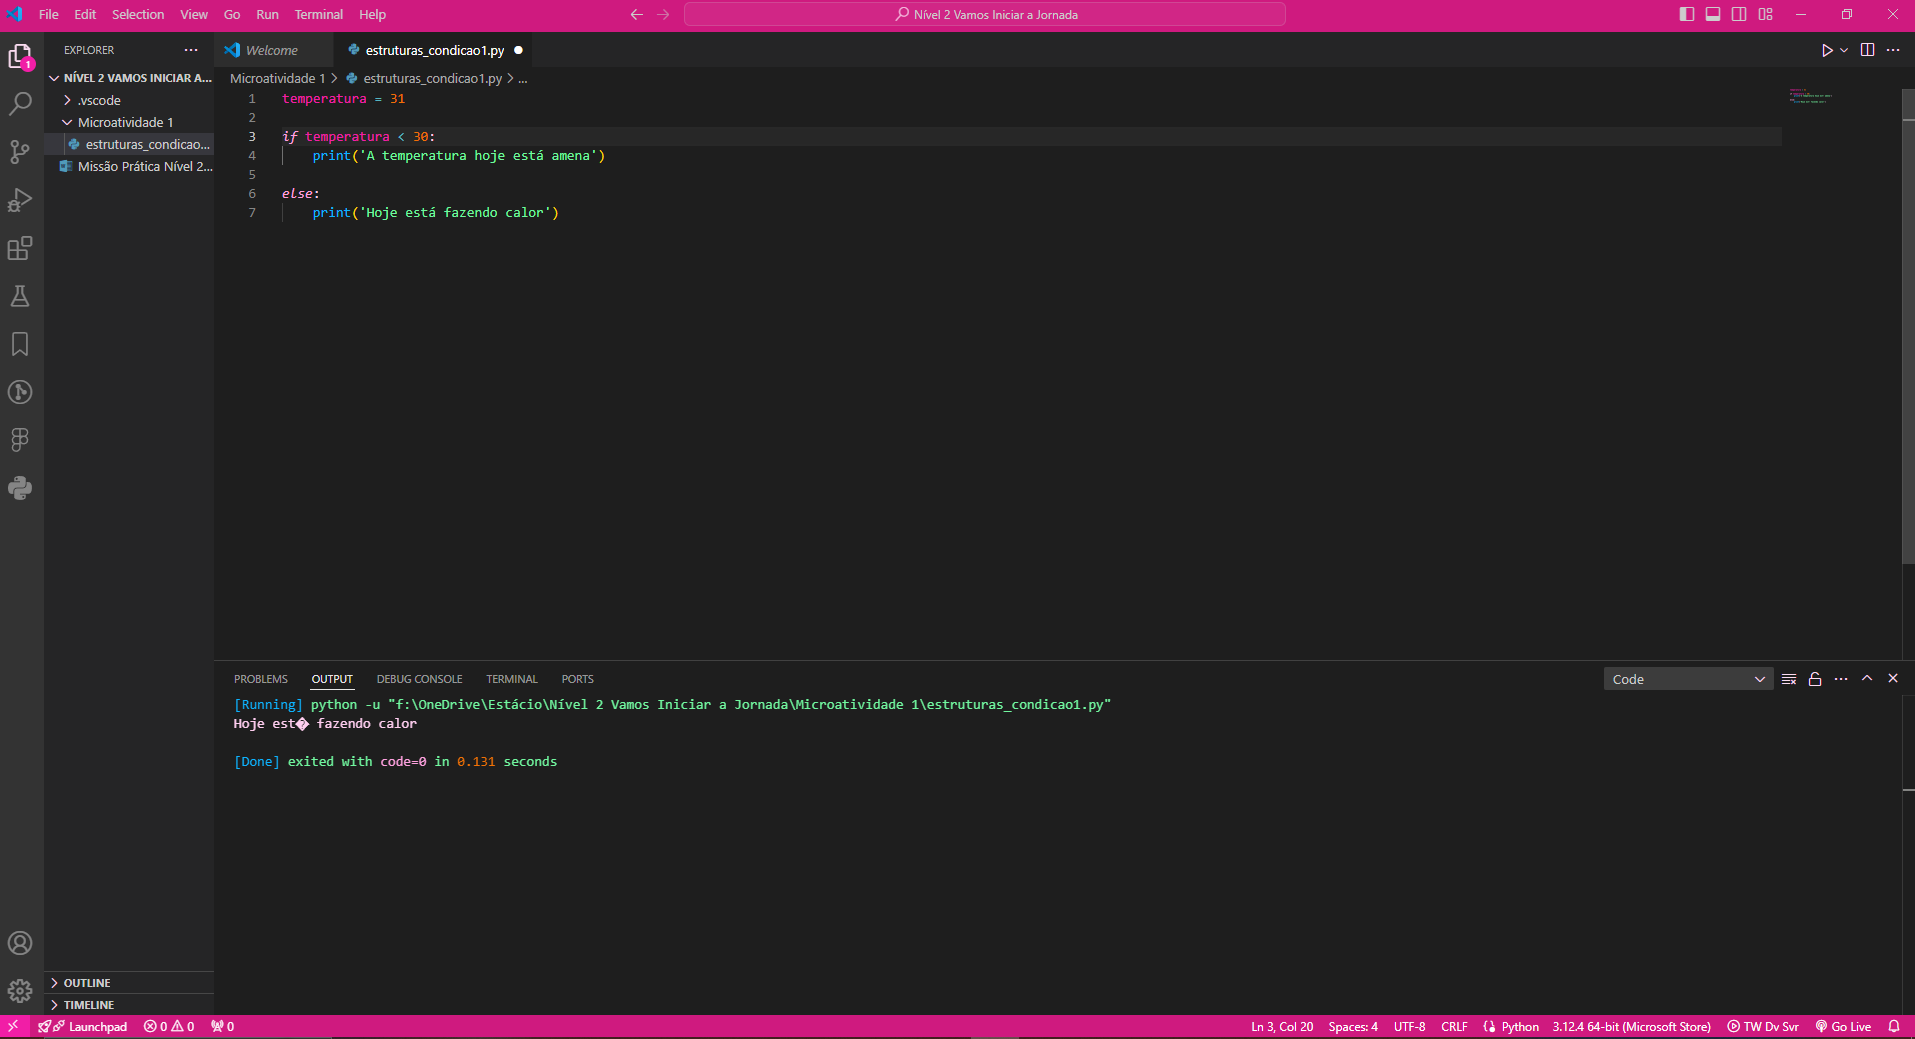 File Edit Selection View Go Run Terminal Help
Nível 2 Vamos Iniciar a Jornada
EXPLORER
Welcome
estruturas_condicao1.py
NÍVEL 2 VAMOS INICIAR A...
.vscode
Microatividade 1
estruturas_condicao...
Missão Prática Nível 2...
Microatividade 1 > estruturas_condicao1.py > ...
1 temperatura = 31
2
3 if temperatura < 30:
4 print('A temperatura hoje está amena')
5
6 else:
7 print('Hoje está fazendo calor')
PROBLEMS OUTPUT DEBUG CONSOLE TERMINAL PORTS
Code
[Running] python -u "f:\OneDrive\Estácio\Nível 2 Vamos Iniciar a Jornada\Microatividade 1\estruturas_condicao1.py"
Hoje est� fazendo calor
[Done] exited with code=0 in 0.131 seconds
OUTLINE
TIMELINE
1
Launchpad 0 0 0
Ln 3, Col 20 Spaces: 4 UTF-8 CRLF Python 3.12.4 64-bit (Microsoft Store) TW Dv Svr Go Live